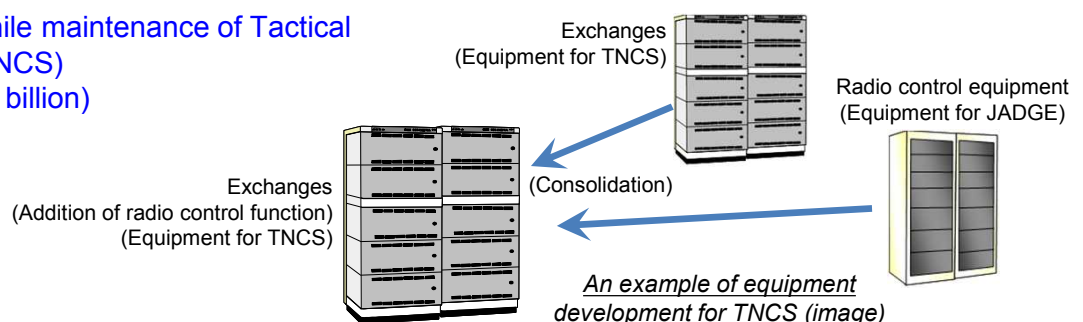 maintenance of Tactical
NCS)
billion)
Exchanges
(Equipment for TNCS)
Radio control equipment
(Equipment for JADGE)
Exchanges
(Addition of radio control function)
(Equipment for TNCS)
(Consolidation)
An example of equipment
development for TNCS (image)